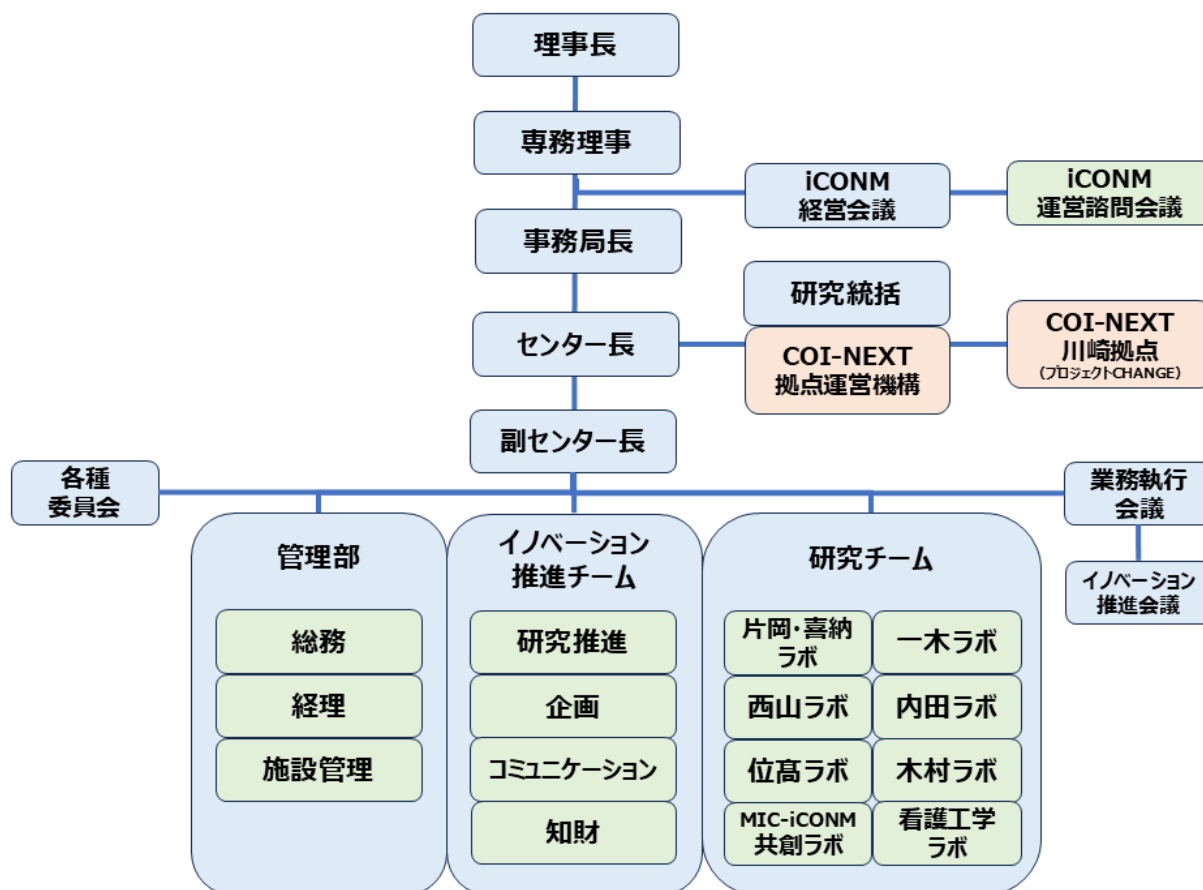 理事長
専務理事
iCONM
経営会議
iCONM
運営諮問会議
事務局長
研究統括
センター長
COI-NEXT
拠点運営機構
COI-NEXT
川崎拠点
(プロジェクトCHANGE)
副センター長
各種
委員会
業務執行
会議
イノベーション
推進会議
管理部
総務
経理
施設管理
イノベーション
推進チーム
研究推進
企画
コミュニケーション
知財
研究チーム
片岡・喜納
ラボ
一木ラボ
西山ラボ
内田ラボ
位髙ラボ
木村ラボ
MIC-iCONM
共創ラボ
看護工学
ラボ